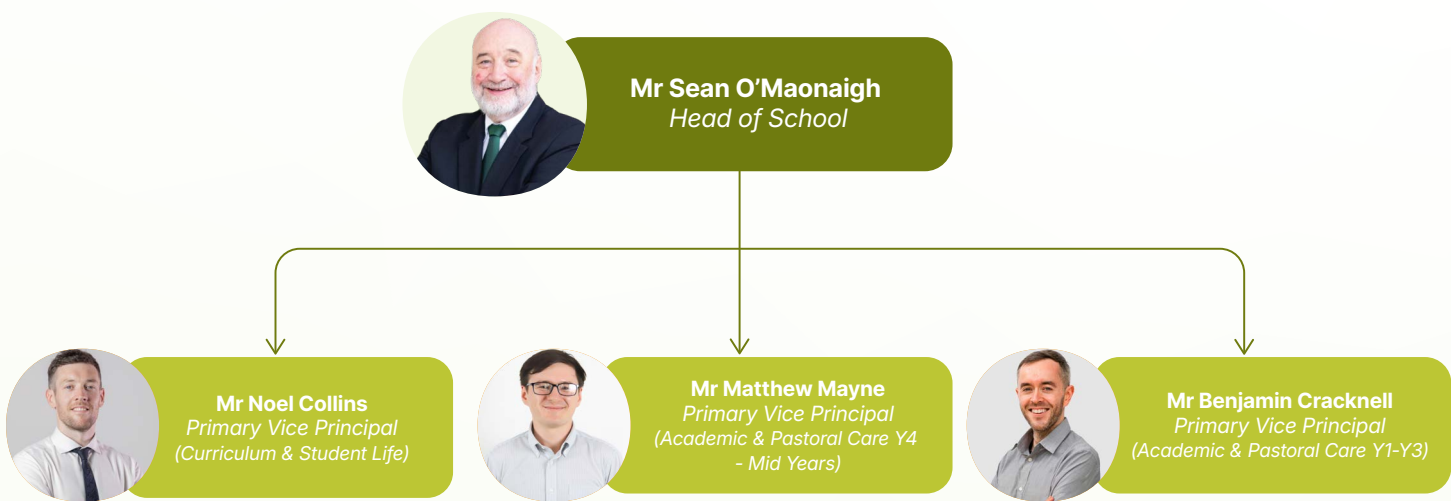 Mr Sean O’Maonaigh
Head of School
Mr Noel Collins
Primary Vice Principal
(Curriculum & Student Life)
Mr Matthew Mayne
Primary Vice Principal
(Academic & Pastoral Care Y4
- Mid Years)
Mr Benjamin Cracknell
Primary Vice Principal
(Academic & Pastoral Care Y1-Y3)